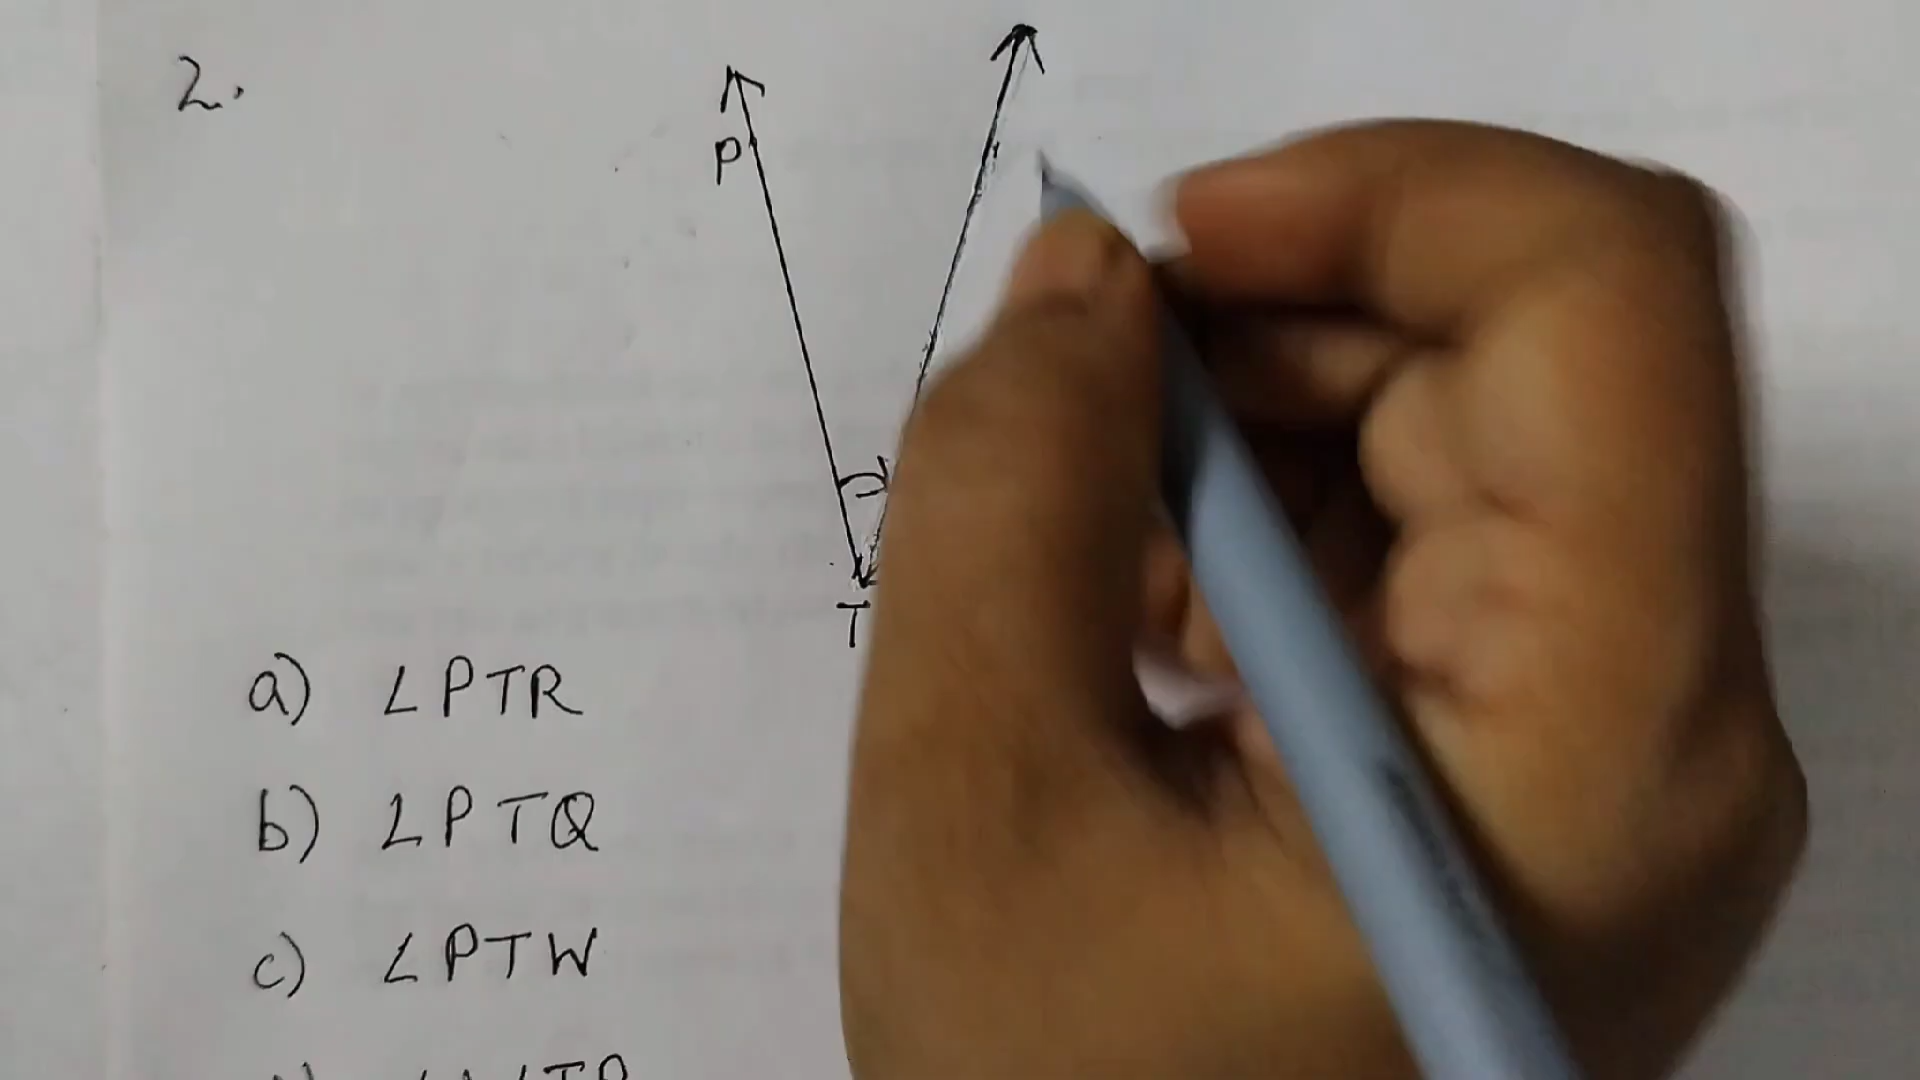 2.
P
T
a) ∠PTR
b) ∠PTQ
c) ∠PTW